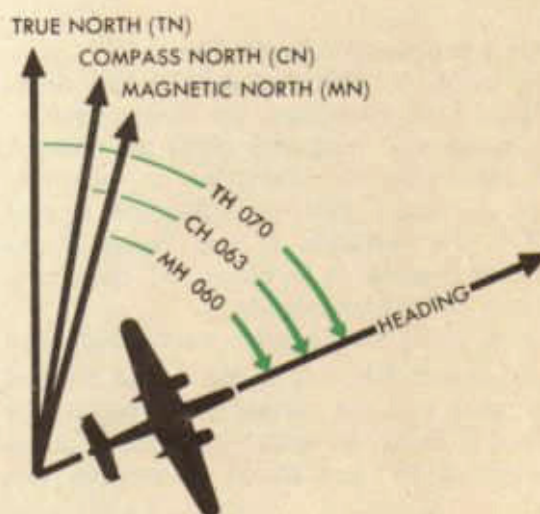 TRUE NORTH (TN)
COMPASS NORTH (CN)
MAGNETIC NORTH (MN)
TH 070
CH 063
MH 060
HEADING